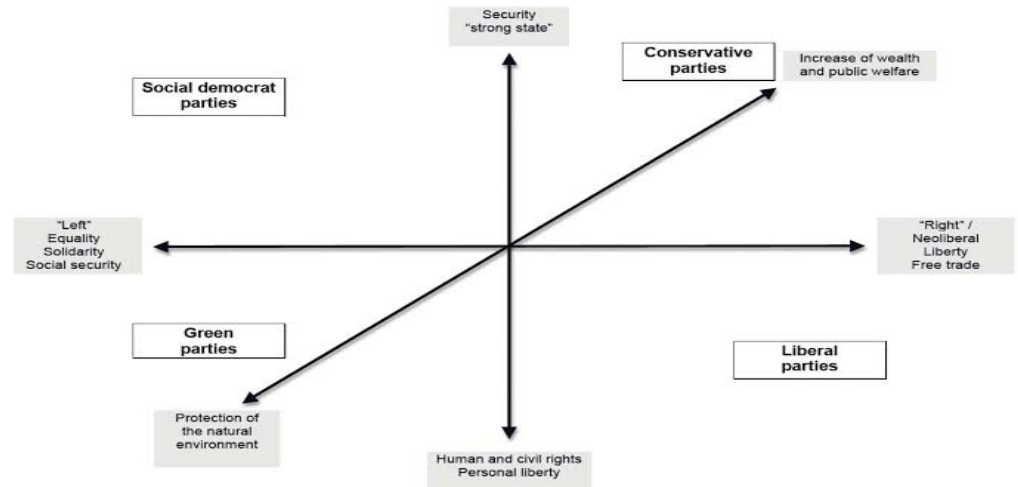 Security
“strong state”
Conservative
parties
Increase of wealth
and public welfare
Social democrat
parties
“Left”
Equality
Solidarity
Social security
“Right” /
Neoliberal
Liberty
Free trade
Green
parties
Liberal
parties
Protection of
the natural
environment
Human and civil rights
Personal liberty